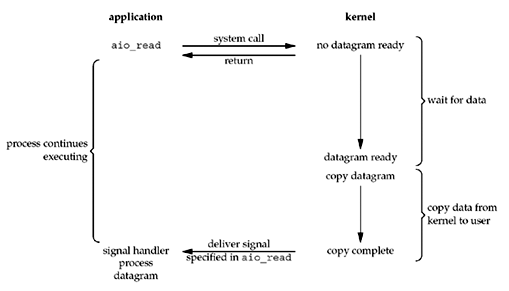 application
kernel
aio_read
system call
return
no datagram ready
wait for data
process continues
executing
datagram ready
copy datagram
copy data from
kernel to user
signal handler
process
datagram
deliver signal
specified in aio_read
copy complete